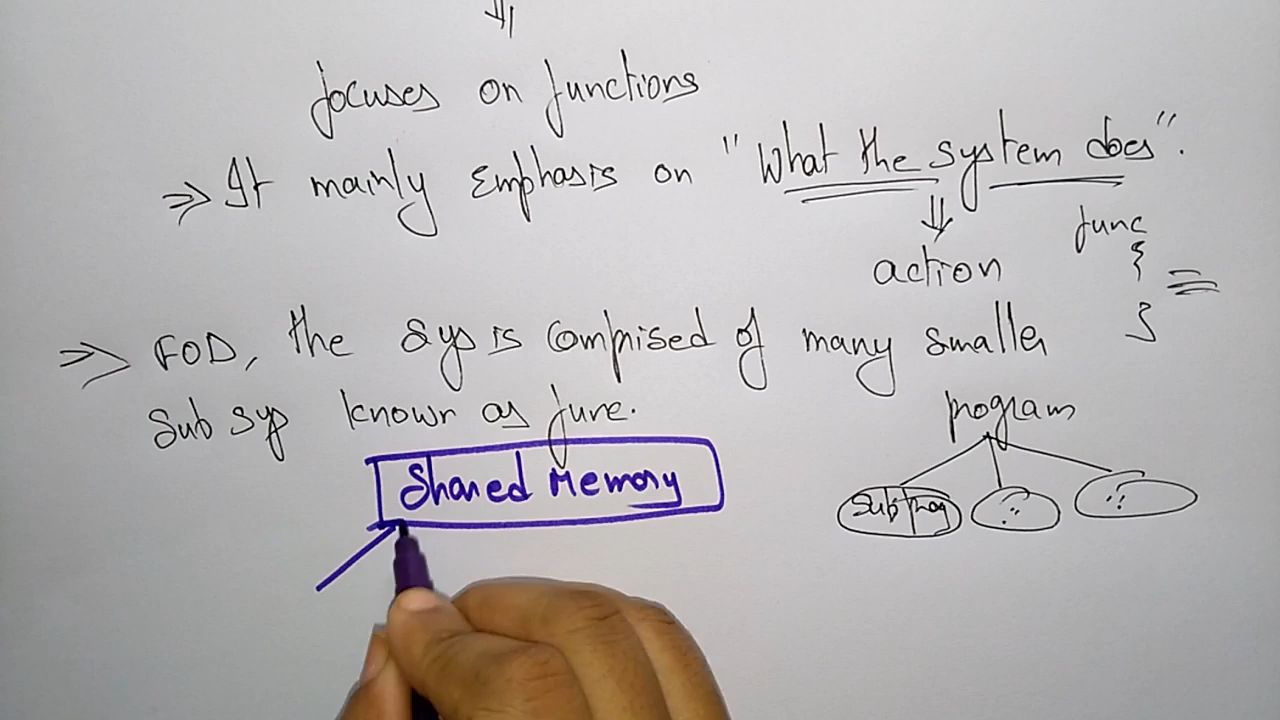 focuses on functions
⇒ It mainly Emphasis on "What the system does".
action
func
{
}
⇒ FOD, the sys is comprised of many smaller
Sub sys known as func.
program
Shared Memory
Sub prog